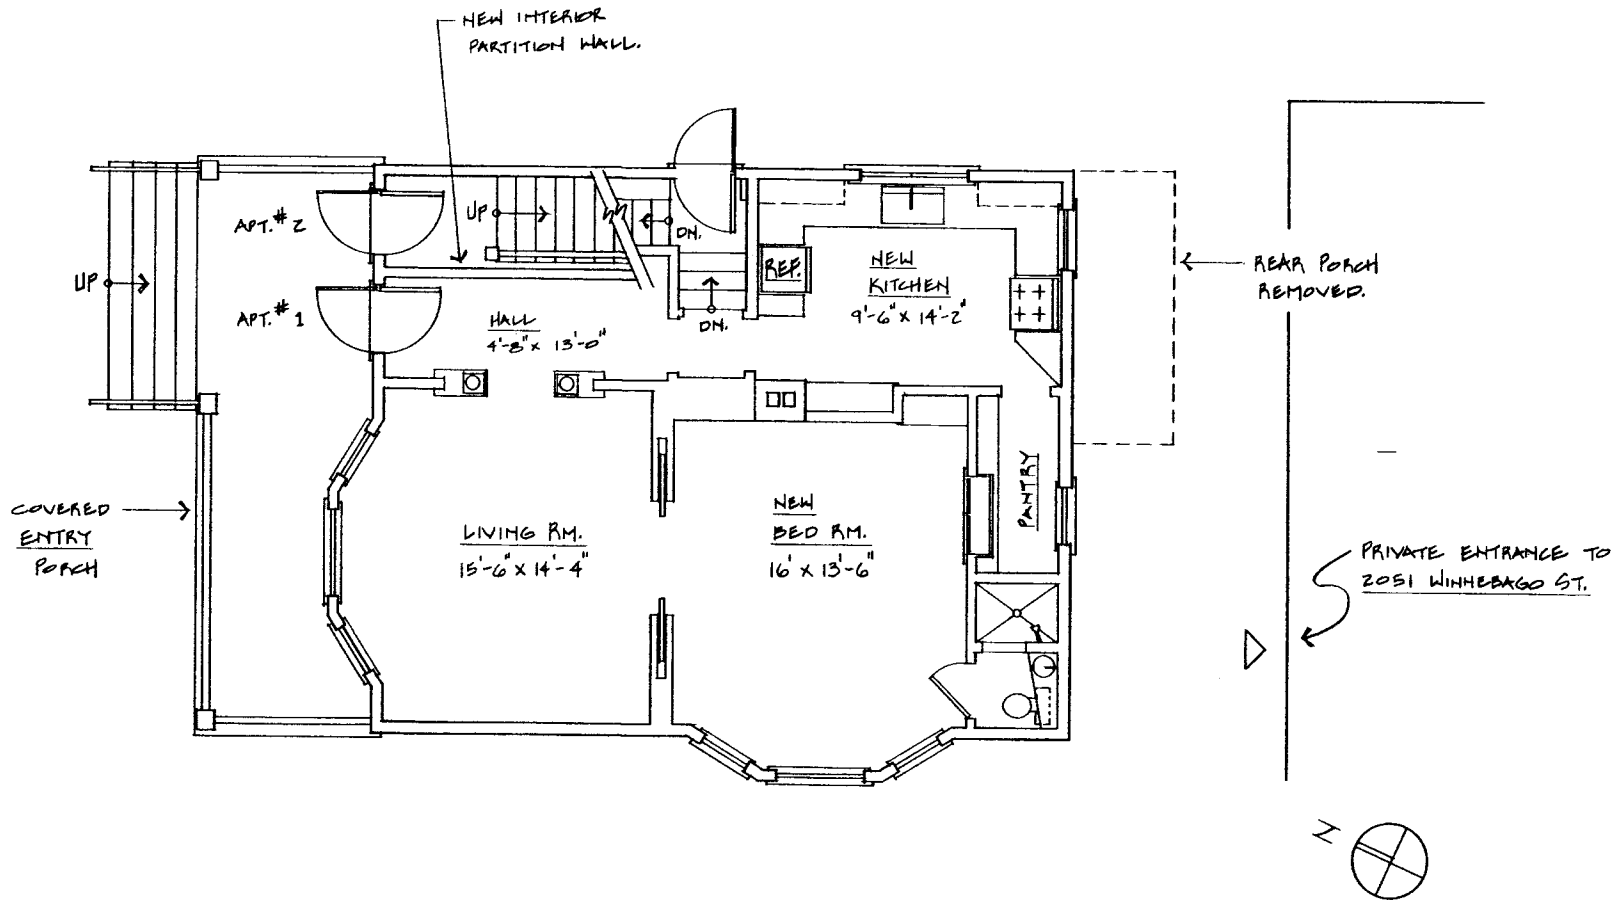 NEW INTERIOR
PARTITION WALL.
APT. #2
UP
DN.
UP
APT. #1
REF.
NEW
KITCHEN
9'-6" X 14'-2"
REAR PORCH
REMOVED.
HALL
4'-8" X 13'-0"
DN.
COVERED
ENTRY
PORCH
LIVING RM.
15'-6" X 14'-4"
NEW
BED RM.
16' X 13'-6"
PANTRY
PRIVATE ENTRANCE TO
2051 WINNEBAGO ST.
N